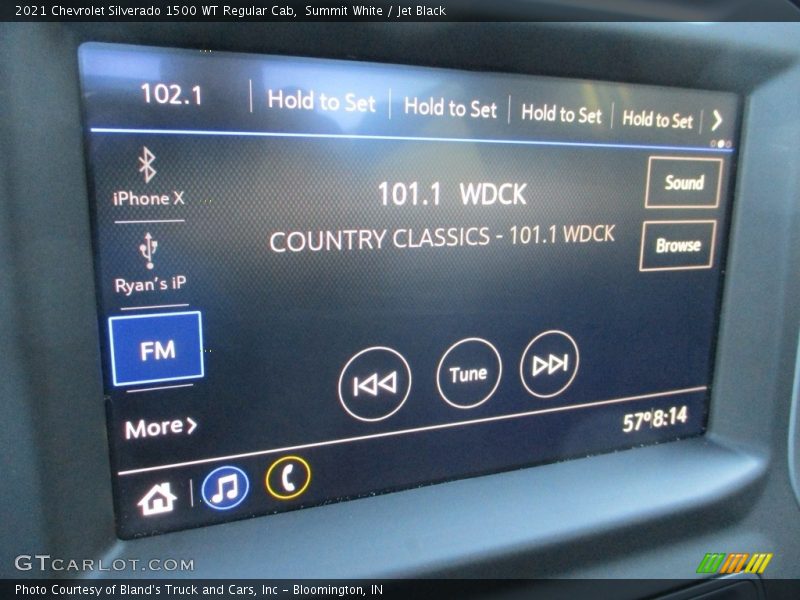 2021 Chevrolet Silverado 1500 WT Regular Cab, Summit White / Jet Black
102.1 Hold to Set Hold to Set Hold to Set Hold to Set >
iPhone X
101.1 WDCK
Sound
COUNTRY CLASSICS - 101.1 WDCK
Browse
Ryan's iP
FM
Tune
More>
57° 8:14
GTCARLOT.COM
Photo Courtesy of Bland's Truck and Cars, Inc – Bloomington, IN